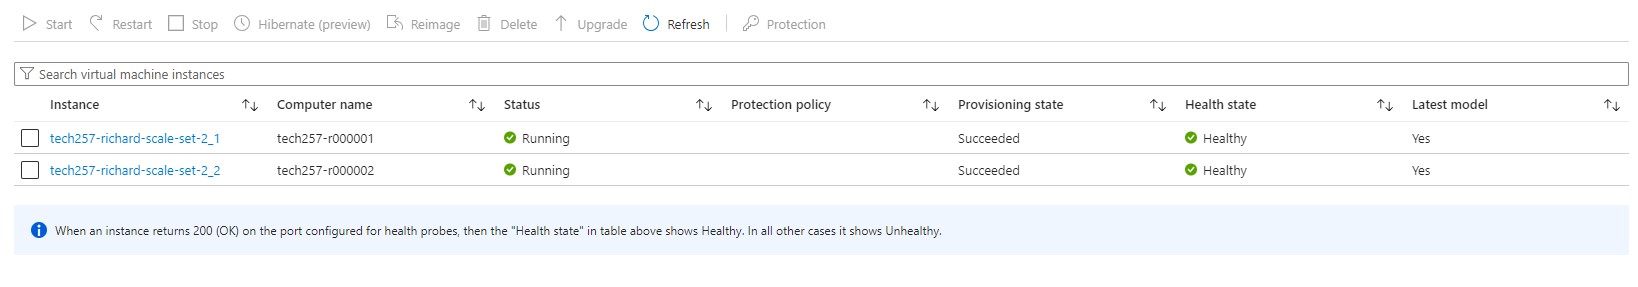 Start Restart Stop Hibernate (preview) Reimage Delete Upgrade Refresh Protection
Search virtual machine instances
Instance Computer name Status Protection policy Provisioning state Health state Latest model
tech257-richard-scale-set-2_1 tech257-r000001 Running Succeeded Healthy Yes
tech257-richard-scale-set-2_2 tech257-r000002 Running Succeeded Healthy Yes
When an instance returns 200 (OK) on the port configured for health probes, then the "Health state" in table above shows Healthy. In all other cases it shows Unhealthy.